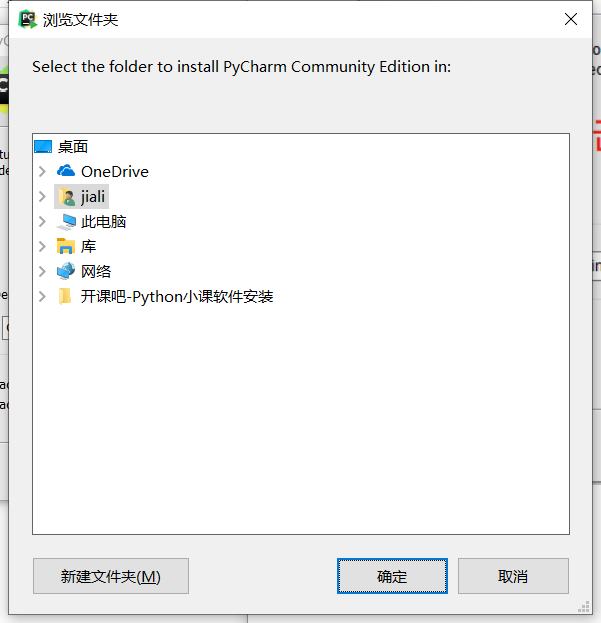 浏览文件夹
Select the folder to install PyCharm Community Edition in:
桌面
OneDrive
jiali
此电脑
库
网络
开课吧-Python小课软件安装
新建文件夹(M)
确定
取消